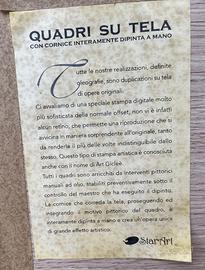 QUADRI SU TELA
CON CORNICE INTERAMENTE DIPINTA A MANO
Tutte le nostre realizzazioni, definite
gleografie, sono duplicazioni su tela
di opere originali.
Ci avvaliamo di una speciale stampa digitale molto
più sofisticata della normale offset, non vi è infatti
alcun retino, che permette una riproduzione che si
avvicina in maniera sorprendente all'originale, tanto
da renderla il più delle volte indistinguibile dallo
stesso. Questo tipo di stampa artistica è conosciuta
anche con il nome di Art Gicleè.
Tutti i quadri sono arricchiti da interventi pittorici
manuali ad olio, stabiliti preventivamente sotto il
controllo del maestro che ha eseguito il dipinto.
La cornice che correda la tela, proseguendo ed
integrando il motivo pittorico del quadro, è
interamente dipinta a mano e crea un'opera unica
di grande effetto artistico.
StarArt